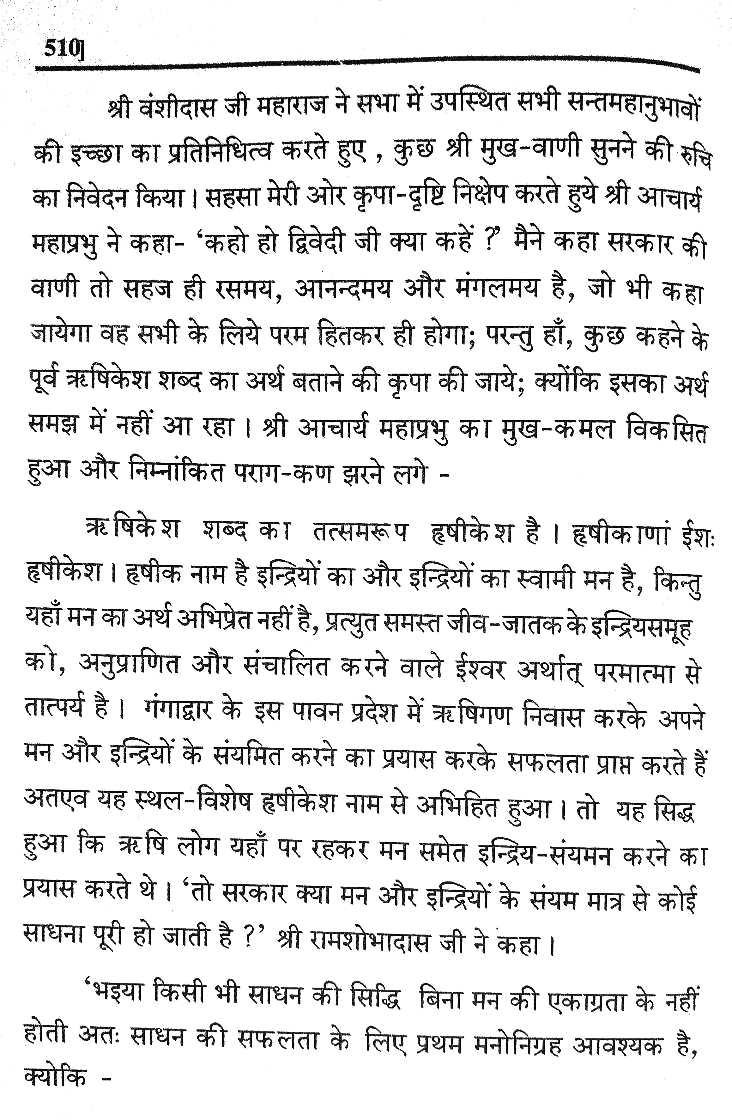 510]
श्री वंशीदास जी महाराज ने सभा में उपस्थित सभी सन्तमहानुभावों
की इच्छा का प्रतिनिधित्व करते हुए , कुछ श्री मुख-वाणी सुनने की रुचि
का निवेदन किया। सहसा मेरी ओर कृपा-दृष्टि निक्षेप करते हुये श्री आचार्य
महाप्रभु ने कहा- ‘कहो हो द्विवेदी जी क्या कहें ?’ मैने कहा सरकार की
वाणी तो सहज ही रसमय, आनन्दमय और मंगलमय है, जो भी कहा
जायेगा वह सभी के लिये परम हितकर ही होगा; परन्तु हाँ, कुछ कहने के
पूर्व ऋषिकेश शब्द का अर्थ बताने की कृपा की जाये; क्योंकि इसका अर्थ
समझ में नहीं आ रहा । श्री आचार्य महाप्रभु का मुख-कमल विकसित
हुआ और निम्नांकित पराग-कण झरने लगे -
ऋषिकेश शब्द का तत्समरूप हृषीकेश है । हृषीकाणां ईशः
हृषीकेश। हृषीक नाम है इन्द्रियों का और इन्द्रियों का स्वामी मन है, किन्तु
यहाँ मन का अर्थ अभिप्रेत नहीं है, प्रत्युत समस्त जीव-जातक के इन्द्रियसमूह
को, अनुप्राणित और संचालित करने वाले ईश्वर अर्थात् परमात्मा से
तात्पर्य है । गंगाद्वार के इस पावन प्रदेश में ऋषिगण निवास करके अपने
मन और इन्द्रियों के संयमित करने का प्रयास करके सफलता प्राप्त करते हैं
अतएव यह स्थल-विशेष हृषीकेश नाम से अभिहित हुआ । तो यह सिद्ध
हुआ कि ऋषि लोग यहाँ पर रहकर मन समेत इन्द्रिय-संयमन करने का
प्रयास करते थे । ‘तो सरकार क्या मन और इन्द्रियों के संयम मात्र से कोई
साधना पूरी हो जाती है ?’ श्री रामशोभादास जी ने कहा ।
‘भइया किसी भी साधन की सिद्धि बिना मन की एकाग्रता के नहीं
होती अतः साधन की सफलता के लिए प्रथम मनोनिग्रह आवश्यक है,
क्योकि -